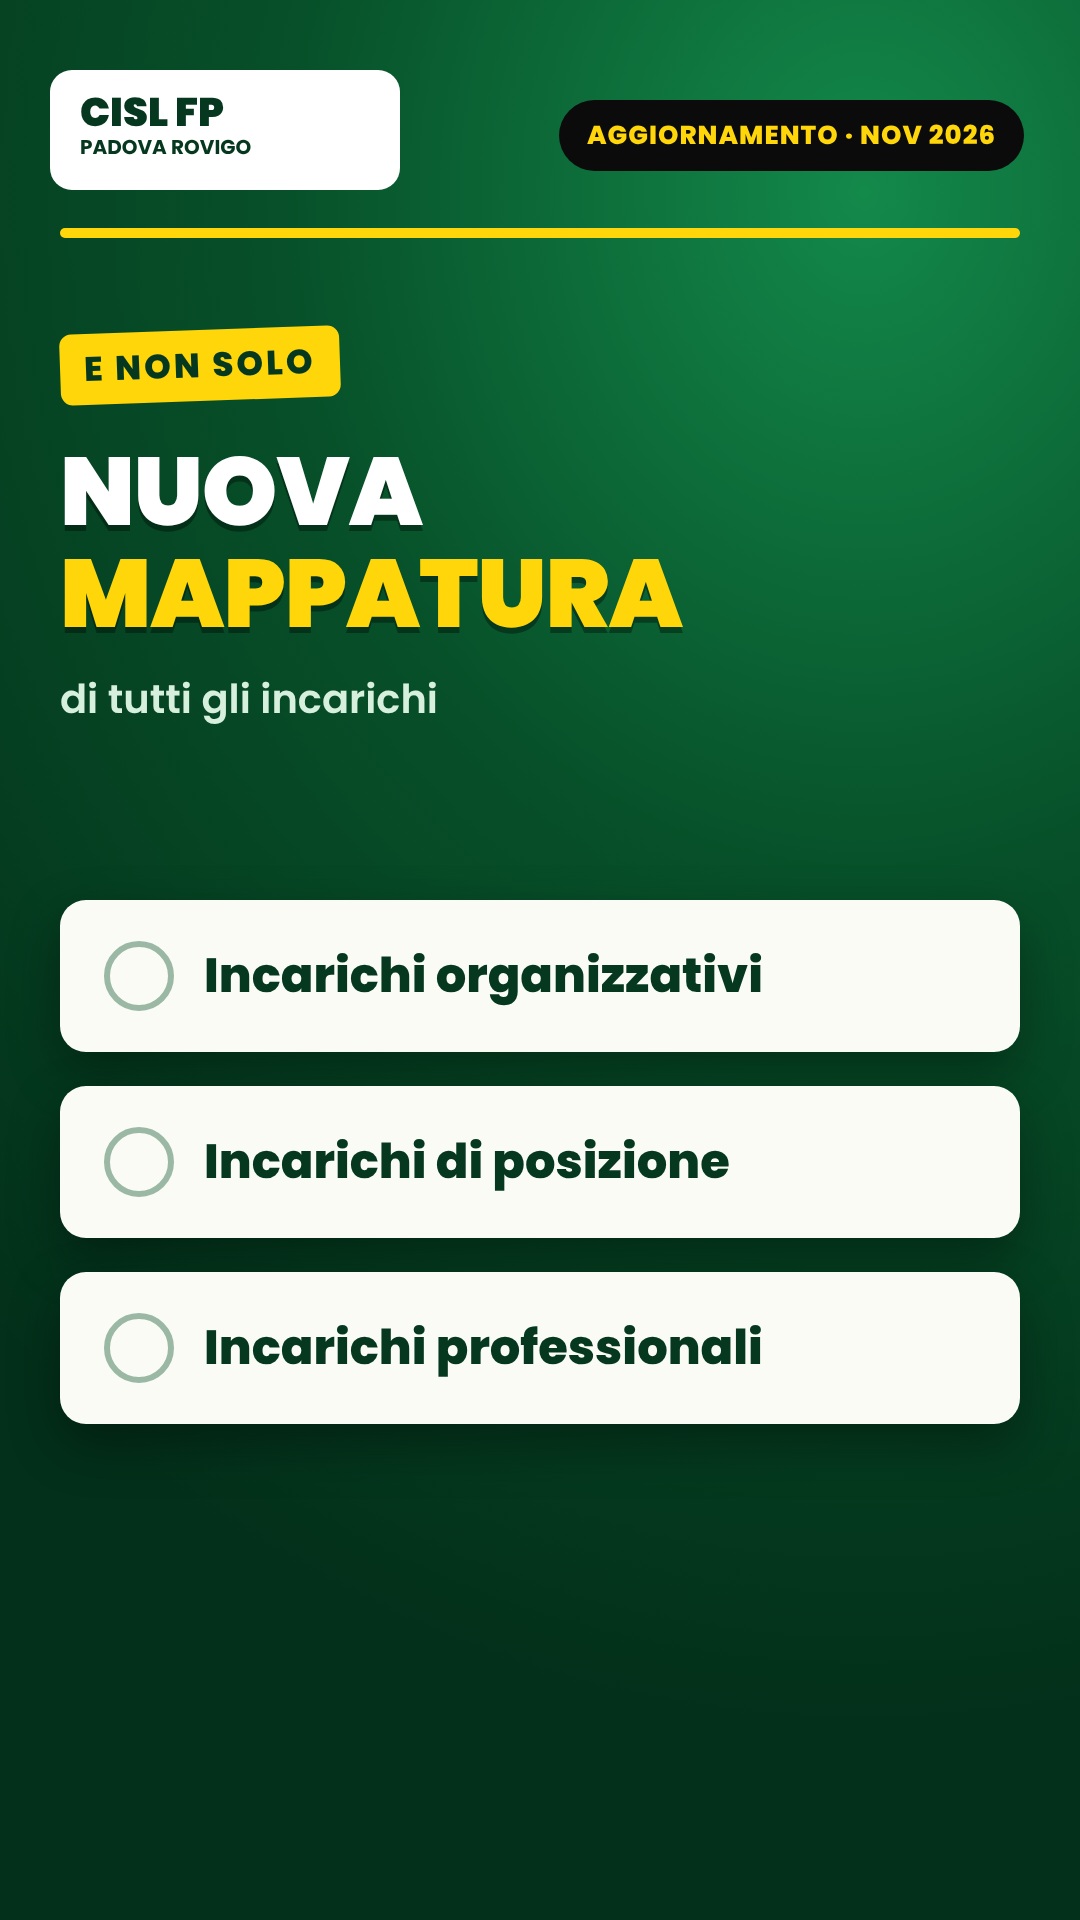 CISL FP
PADOVA ROVIGO
AGGIORNAMENTO · NOV 2026
E NON SOLO
NUOVA
MAPPATURA
di tutti gli incarichi
Incarichi organizzativi
Incarichi di posizione
Incarichi professionali